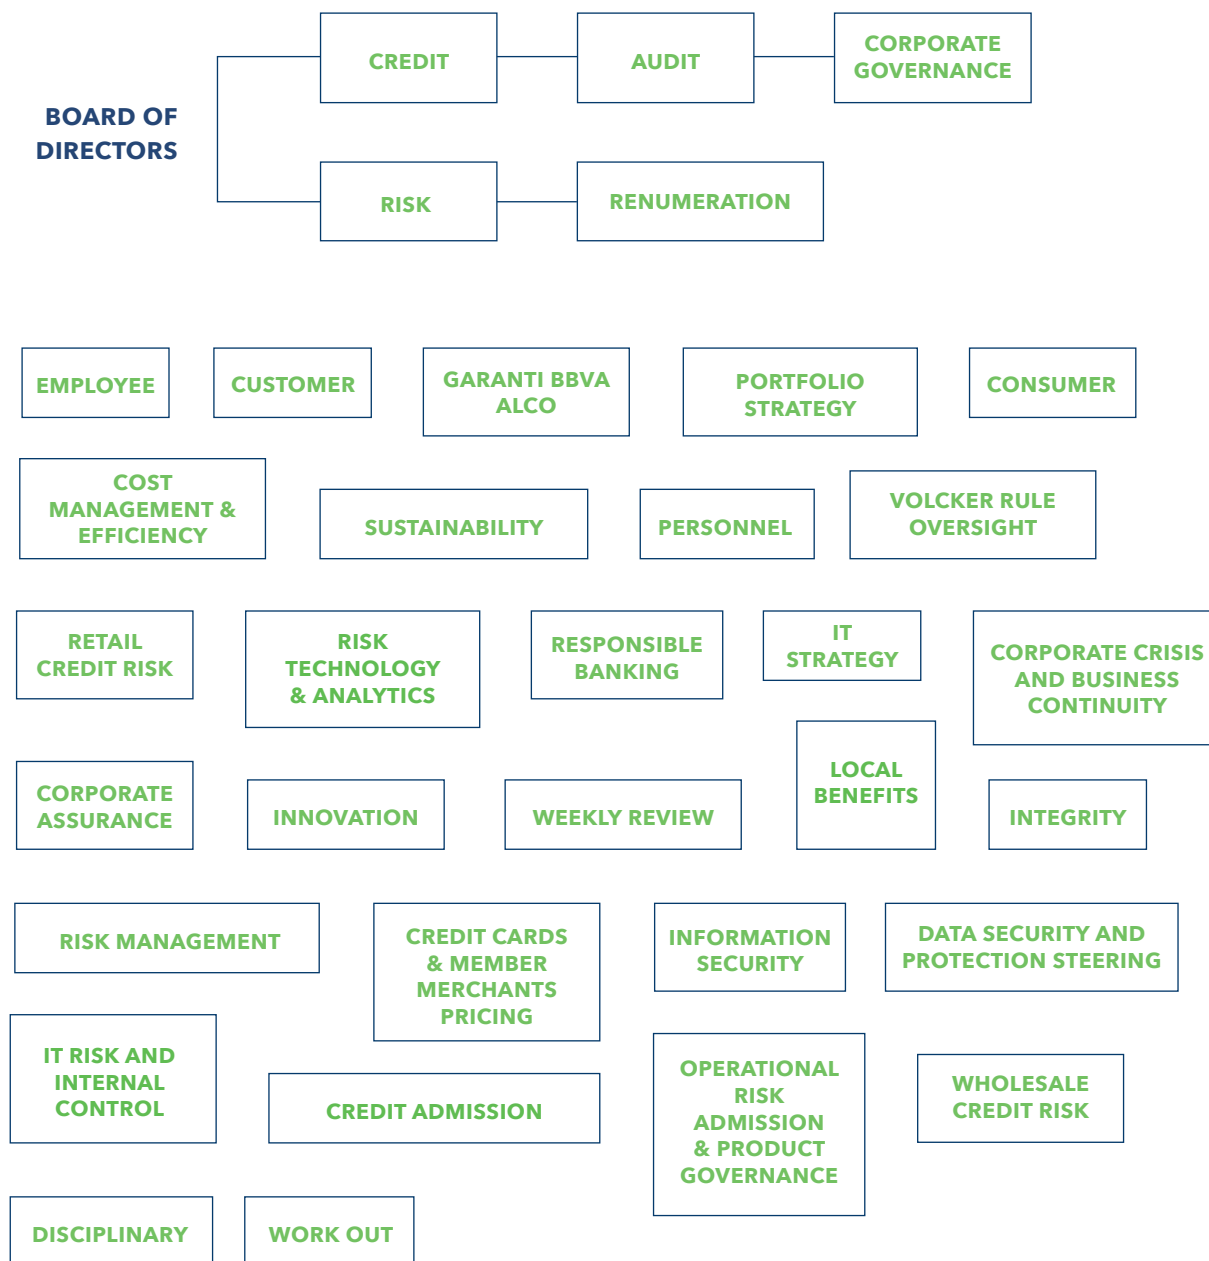 BOARD OF
DIRECTORS
CREDIT
AUDIT
CORPORATE
GOVERNANCE
RISK
RENUMERATION
EMPLOYEE
CUSTOMER
GARANTI BBVA
ALCO
PORTFOLIO
STRATEGY
CONSUMER
COST
MANAGEMENT &
EFFICIENCY
SUSTAINABILITY
PERSONNEL
VOLCKER RULE
OVERSIGHT
RETAIL
CREDIT RISK
RISK
TECHNOLOGY
& ANALYTICS
RESPONSIBLE
BANKING
IT
STRATEGY
CORPORATE CRISIS
AND BUSINESS
CONTINUITY
CORPORATE
ASSURANCE
INNOVATION
WEEKLY REVIEW
LOCAL
BENEFITS
INTEGRITY
RISK MANAGEMENT
CREDIT CARDS
& MEMBER
MERCHANTS
PRICING
INFORMATION
SECURITY
DATA SECURITY AND
PROTECTION STEERING
IT RISK AND
INTERNAL
CONTROL
CREDIT ADMISSION
OPERATIONAL
RISK
ADMISSION
& PRODUCT
GOVERNANCE
WHOLESALE
CREDIT RISK
DISCIPLINARY
WORK OUT